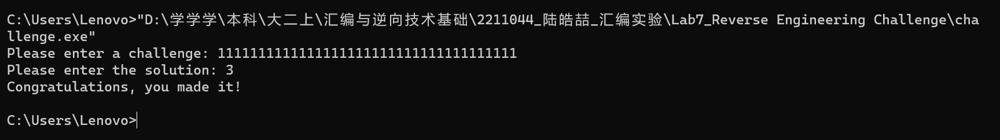 C:\Users\Lenovo>"D:\学学学\本科\大二上\汇编与逆向技术基础\2211044_陆皓喆_汇编实验\Lab7_Reverse Engineering Challenge\cha
llenge.exe"
Please enter a challenge: 1111111111111111111111111111111111111
Please enter the solution: 3
Congratulations, you made it!
C:\Users\Lenovo>